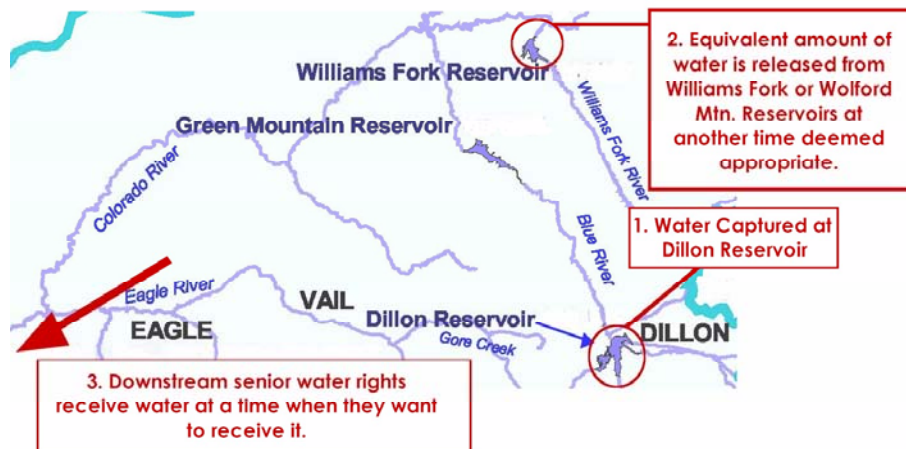 2. Equivalent amount of
water is released from
Williams Fork or Wolford
Mtn. Reservoirs at
another time deemed
appropriate.
Williams Fork Reservoir
Williams Fork River
Green Mountain Reservoir
Colorado River
Blue River
1. Water Captured at
Dillon Reservoir
Eagle River
VAIL
EAGLE
Dillon Reservoir
DILLON
Gore Creek
3. Downstream senior water rights
receive water at a time when they want
to receive it.